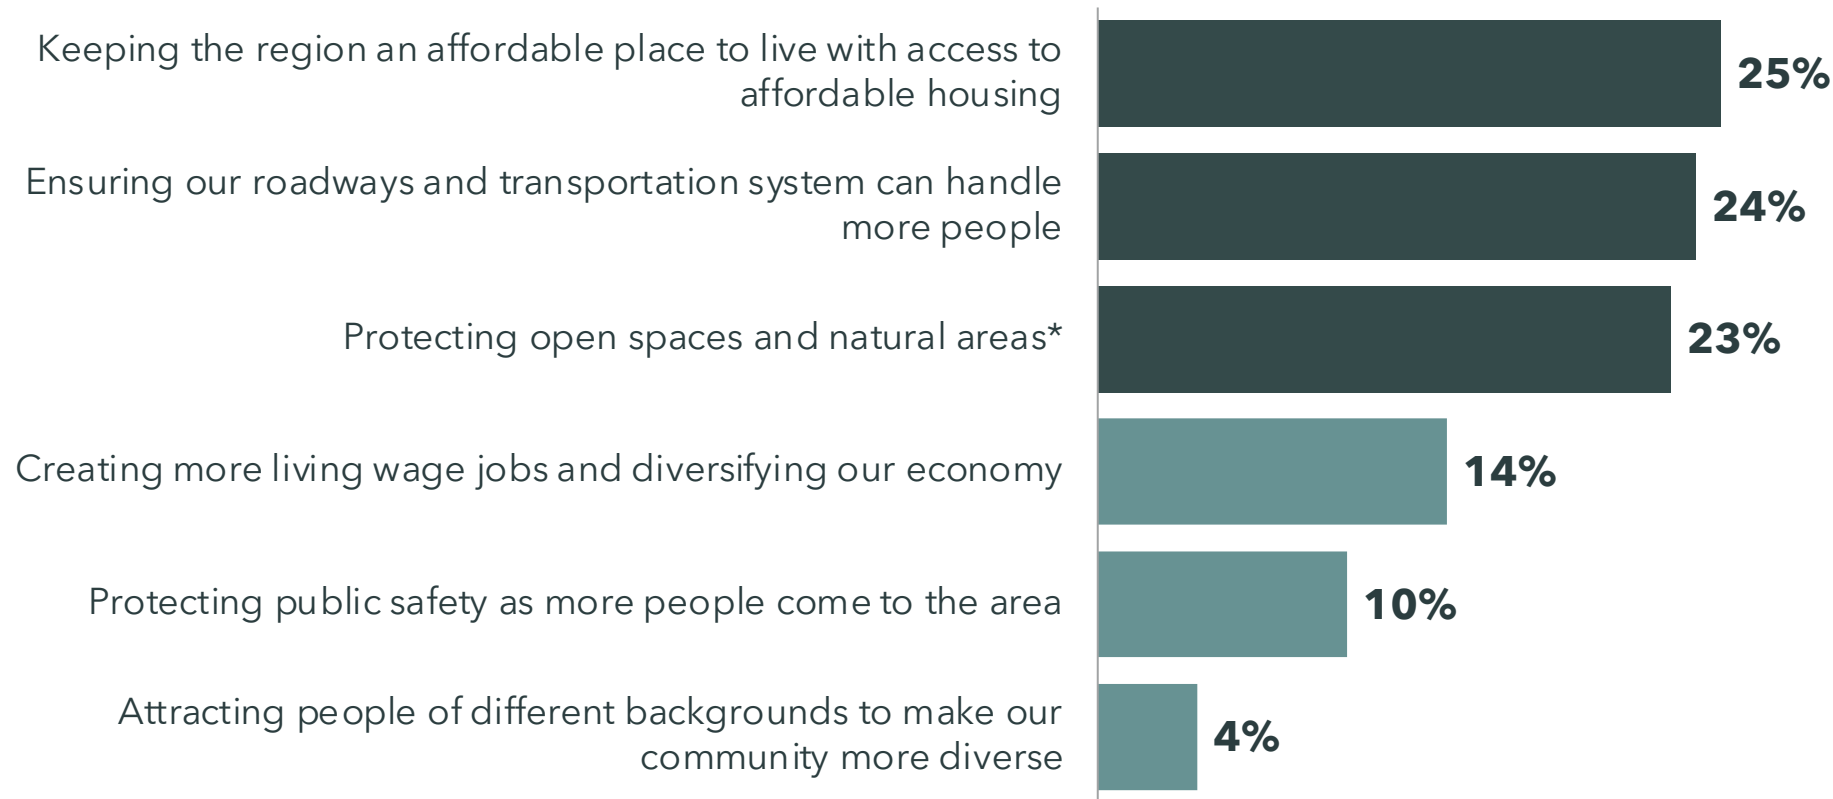 Keeping the region an affordable place to live with access to
affordable housing
25%
Ensuring our roadways and transportation system can handle
more people
24%
Protecting open spaces and natural areas*
23%
Creating more living wage jobs and diversifying our economy
14%
Protecting public safety as more people come to the area
10%
Attracting people of different backgrounds to make our
community more diverse
4%